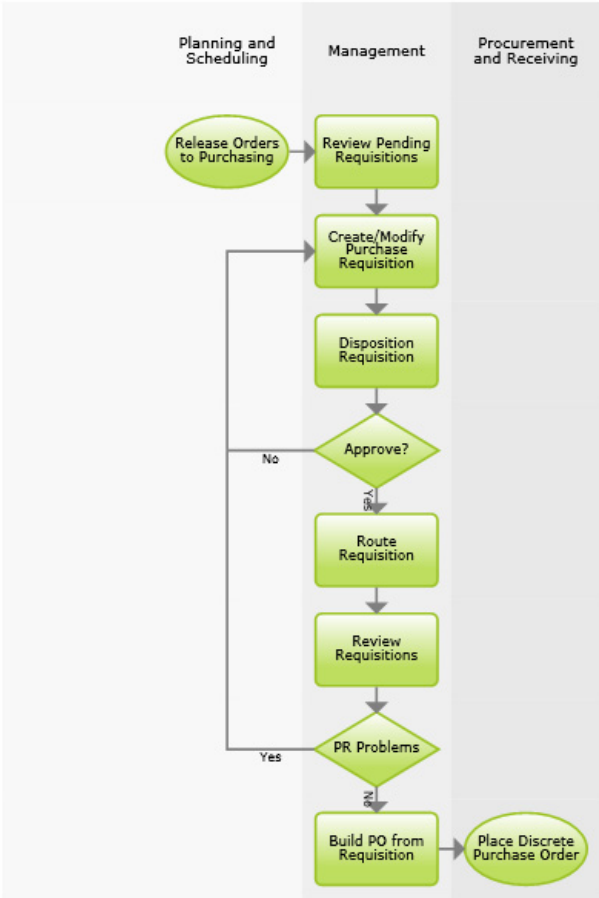 Planning and
Scheduling
Management
Procurement
and Receiving
Release Orders
to Purchasing
Review Pending
Requisitions
Create/Modify
Purchase
Requisition
Disposition
Requisition
Approve?
No
Yes
Route
Requisition
Review
Requisitions
PR Problems
Yes
No
Build PO from
Requisition
Place Discrete
Purchase Order